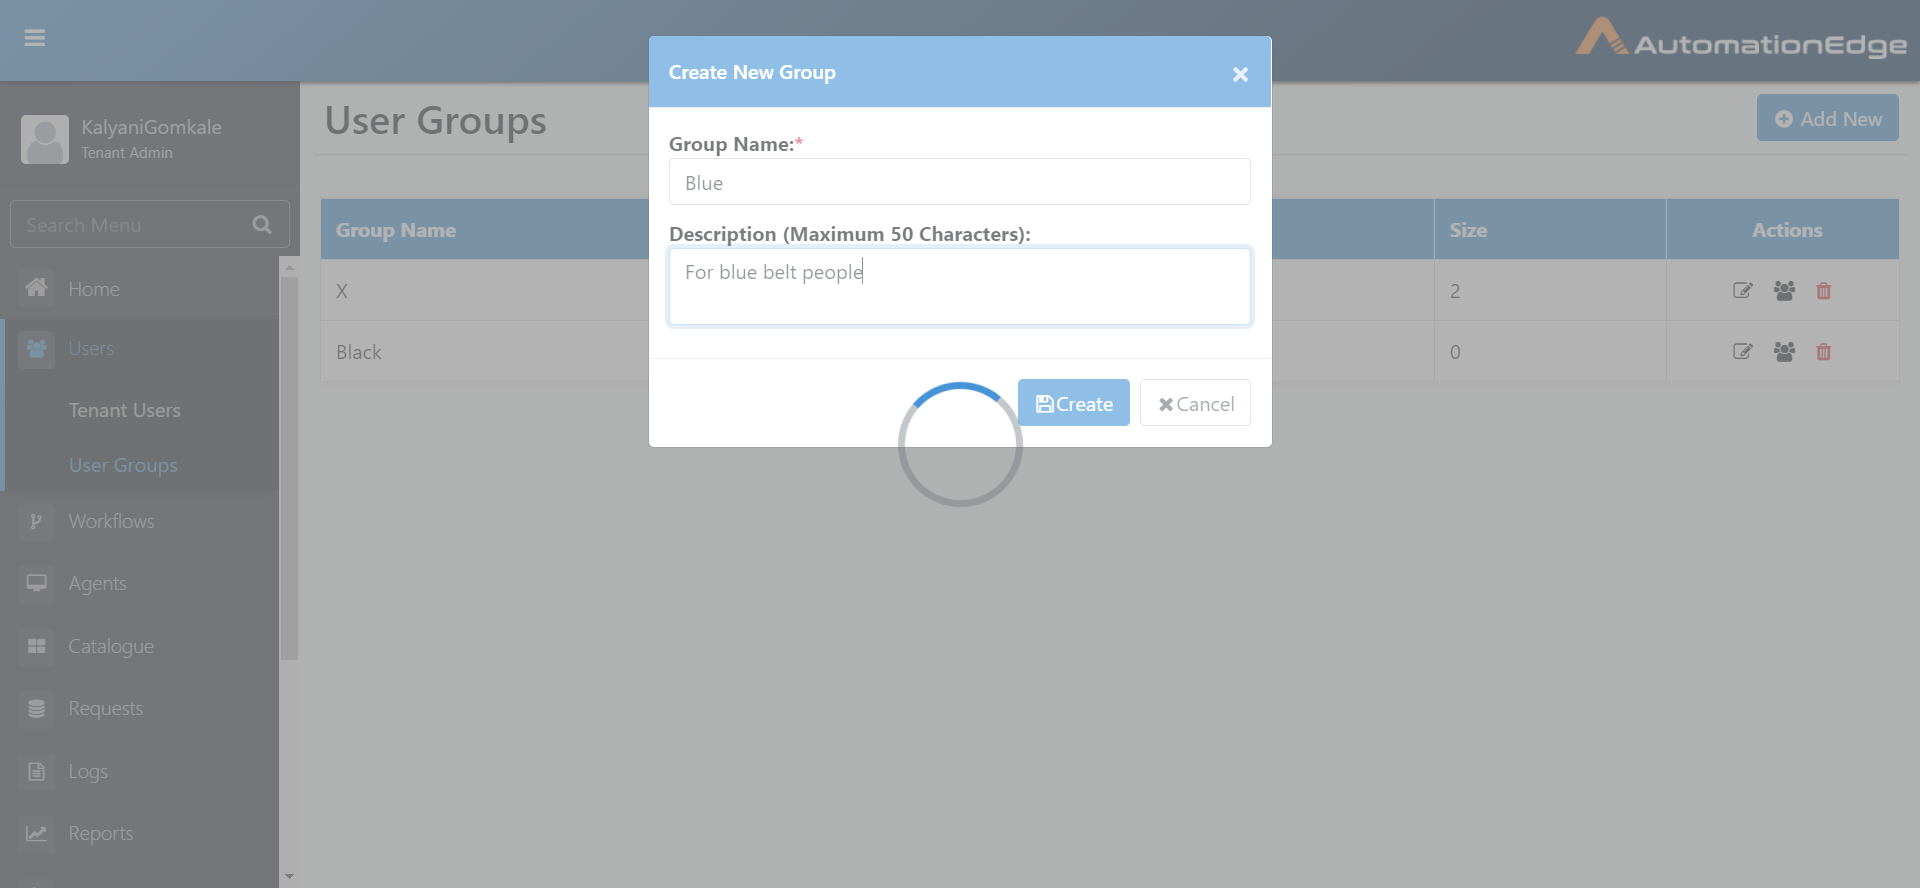 AutomationEdge
KalyaniGomkale
Tenant Admin
Search Menu
Home
Users
Tenant Users
User Groups
Workflows
Agents
Catalogue
Requests
Logs
Reports
User Groups
Add New
Group Name Size Actions
X 2
Black 0
Create New Group
Group Name:*
Blue
Description (Maximum 50 Characters):
For blue belt people
Create Cancel